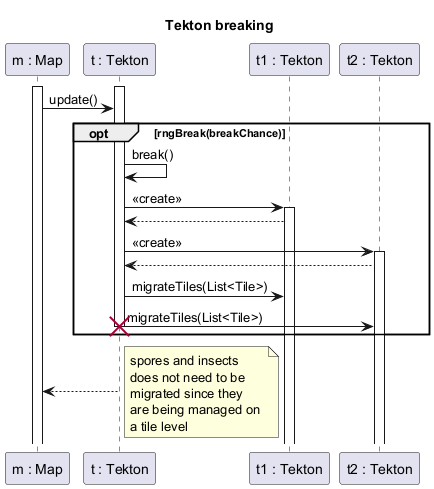 Tekton breaking
m : Map
t : Tekton
t1 : Tekton
t2 : Tekton
update()
opt
[rngBreak(breakChance)]
break()
«create»
«create»
migrateTiles(List<Tile>)
migrateTiles(List<Tile>)
spores and insects
does not need to be
migrated since they
are being managed on
a tile level
m : Map
t : Tekton
t1 : Tekton
t2 : Tekton